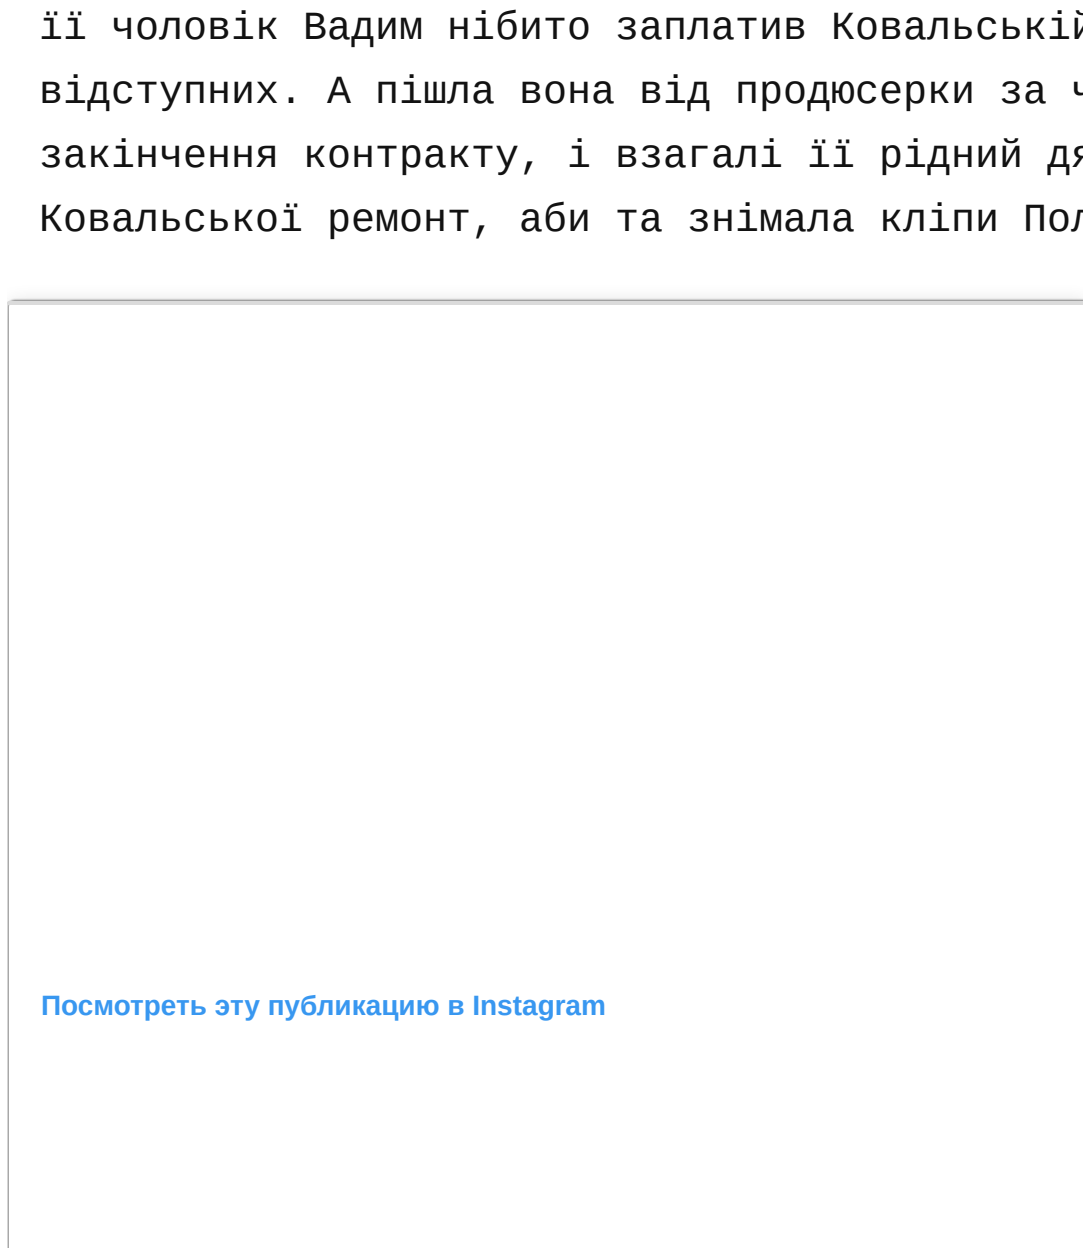 її чоловік Вадим нібито заплатив Ковальській
відступних. А пішла вона від продюсерки за
закінчення контракту, і взагалі її рідний
Ковальської ремонт, аби та знімала кліпи
Посмотреть эту публикацию в Instagram